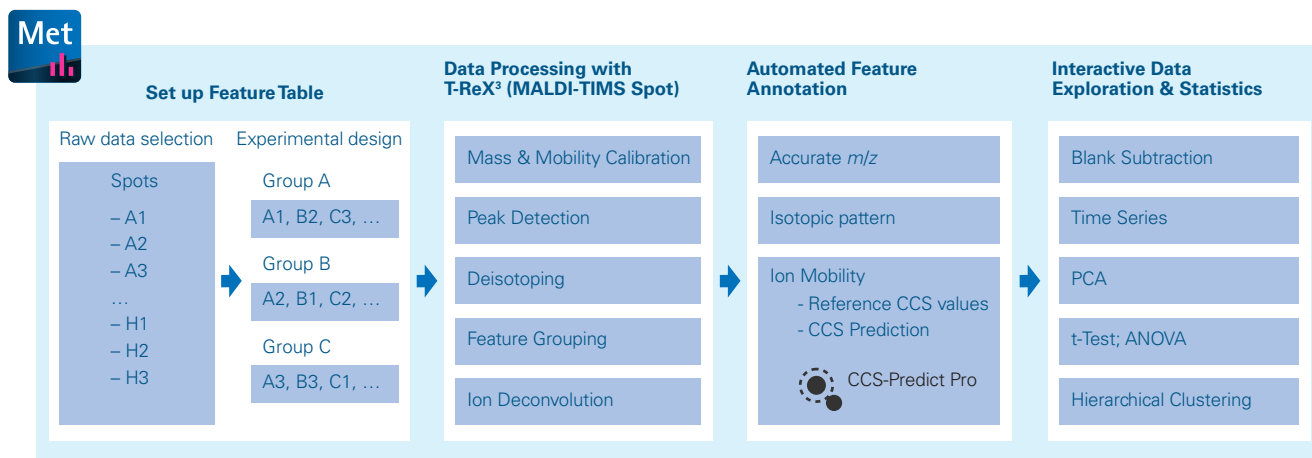 Met
Set up Feature Table
Raw data selection
Spots
– A1
– A2
– A3
…
– H1
– H2
– H3
Experimental design
Group A
A1, B2, C3, …
Group B
A2, B1, C2, …
Group C
A3, B3, C1, …
Data Processing with
T-ReX³ (MALDI-TIMS Spot)
Mass & Mobility Calibration
Peak Detection
Deisotoping
Feature Grouping
Ion Deconvolution
Automated Feature
Annotation
Accurate m/z
Isotopic pattern
Ion Mobility
- Reference CCS values
- CCS Prediction
CCS-Predict Pro
Interactive Data
Exploration & Statistics
Blank Subtraction
Time Series
PCA
t-Test; ANOVA
Hierarchical Clustering